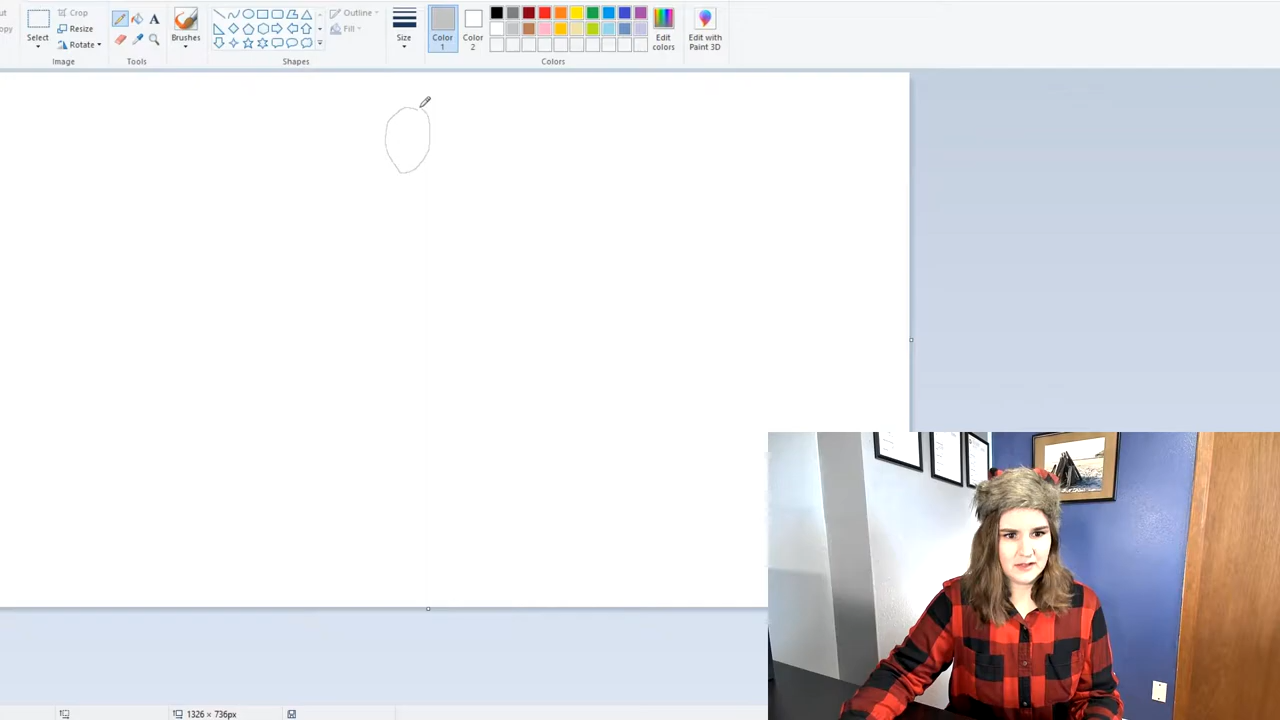 Crop
Resize
Rotate
Select
Image
A
Tools
Brushes
Outline
Fill
Shapes
Size
Color 1
Color 2
Edit colors
Colors
Edit with Paint 3D
1326 × 736px